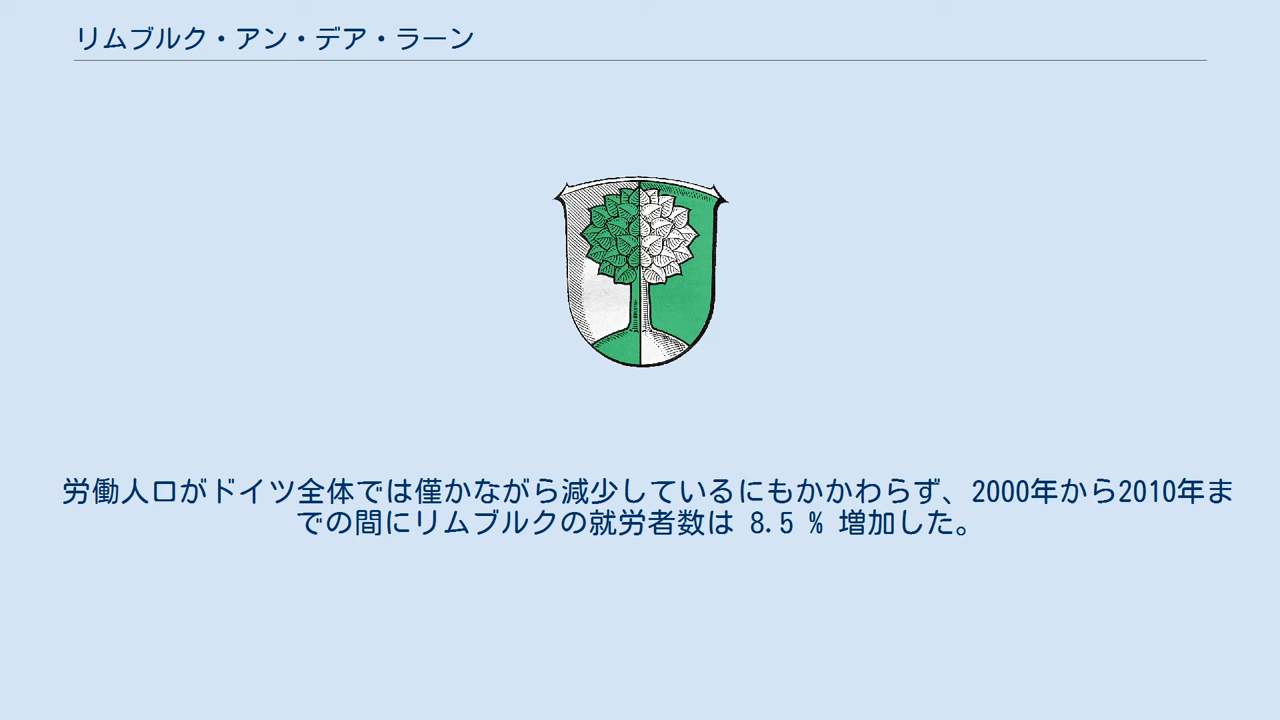 リムブルク・アン・デア・ラーン
労働人口がドイツ全体では僅かながら減少しているにもかかわらず、2000年から2010年ま
での間にリムブルクの就労者数は 8.5 % 増加した。